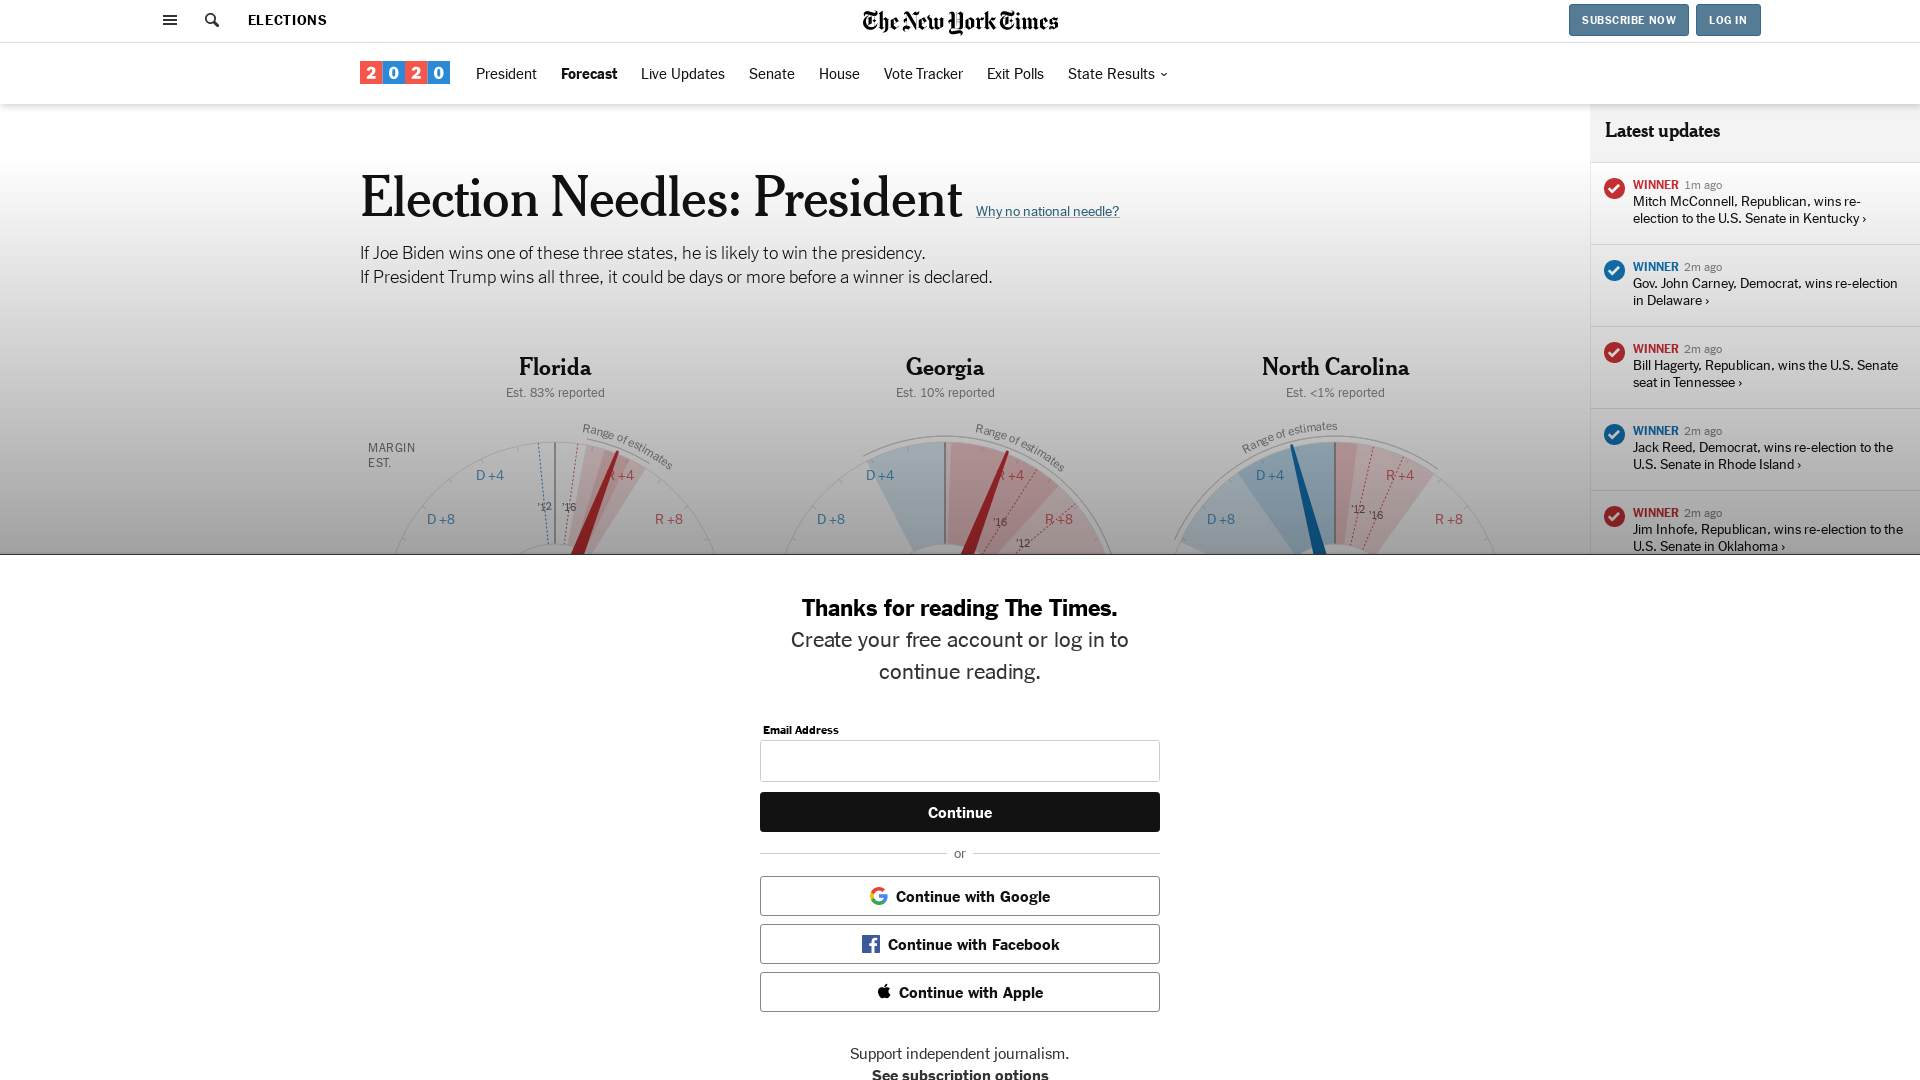 ELECTIONS
The New York Times
SUBSCRIBE NOW
LOG IN
2020
President
Forecast
Live Updates
Senate
House
Vote Tracker
Exit Polls
State Results
Election Needles: President
Why no national needle?
If Joe Biden wins one of these three states, he is likely to win the presidency.
If President Trump wins all three, it could be days or more before a winner is declared.
Florida
Est. 83% reported
MARGIN
EST.
Range of estimates
D +4
R +4
'12
'16
D +8
R +8
Georgia
Est. 10% reported
Range of estimates
D +4
R +4
D +8
'16
R +8
'12
North Carolina
Est. <1% reported
Range of estimates
D +4
R +4
'12
'16
D +8
R +8
Latest updates
WINNER 1m ago
Mitch McConnell, Republican, wins re-
election to the U.S. Senate in Kentucky ›
WINNER 2m ago
Gov. John Carney, Democrat, wins re-election
in Delaware ›
WINNER 2m ago
Bill Hagerty, Republican, wins the U.S. Senate
seat in Tennessee ›
WINNER 2m ago
Jack Reed, Democrat, wins re-election to the
U.S. Senate in Rhode Island ›
WINNER 2m ago
Jim Inhofe, Republican, wins re-election to the
U.S. Senate in Oklahoma ›
Thanks for reading The Times.
Create your free account or log in to
continue reading.
Email Address
Continue
or
Continue with Google
Continue with Facebook
Continue with Apple
Support independent journalism.
See subscription options